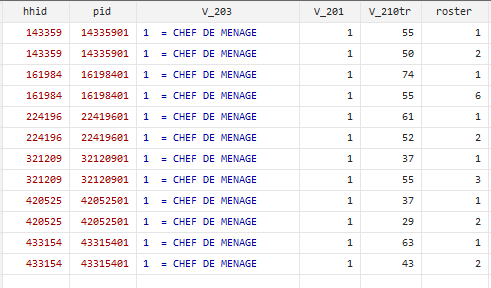 hhid pid V_203 V_201 V_210tr roster
143359 14335901 1 = CHEF DE MENAGE 1 55 1
143359 14335901 1 = CHEF DE MENAGE 1 50 2
161984 16198401 1 = CHEF DE MENAGE 1 74 1
161984 16198401 1 = CHEF DE MENAGE 1 55 6
224196 22419601 1 = CHEF DE MENAGE 1 61 1
224196 22419601 1 = CHEF DE MENAGE 1 52 2
321209 32120901 1 = CHEF DE MENAGE 1 37 1
321209 32120901 1 = CHEF DE MENAGE 1 55 3
420525 42052501 1 = CHEF DE MENAGE 1 37 1
420525 42052501 1 = CHEF DE MENAGE 1 29 2
433154 43315401 1 = CHEF DE MENAGE 1 63 1
433154 43315401 1 = CHEF DE MENAGE 1 43 2